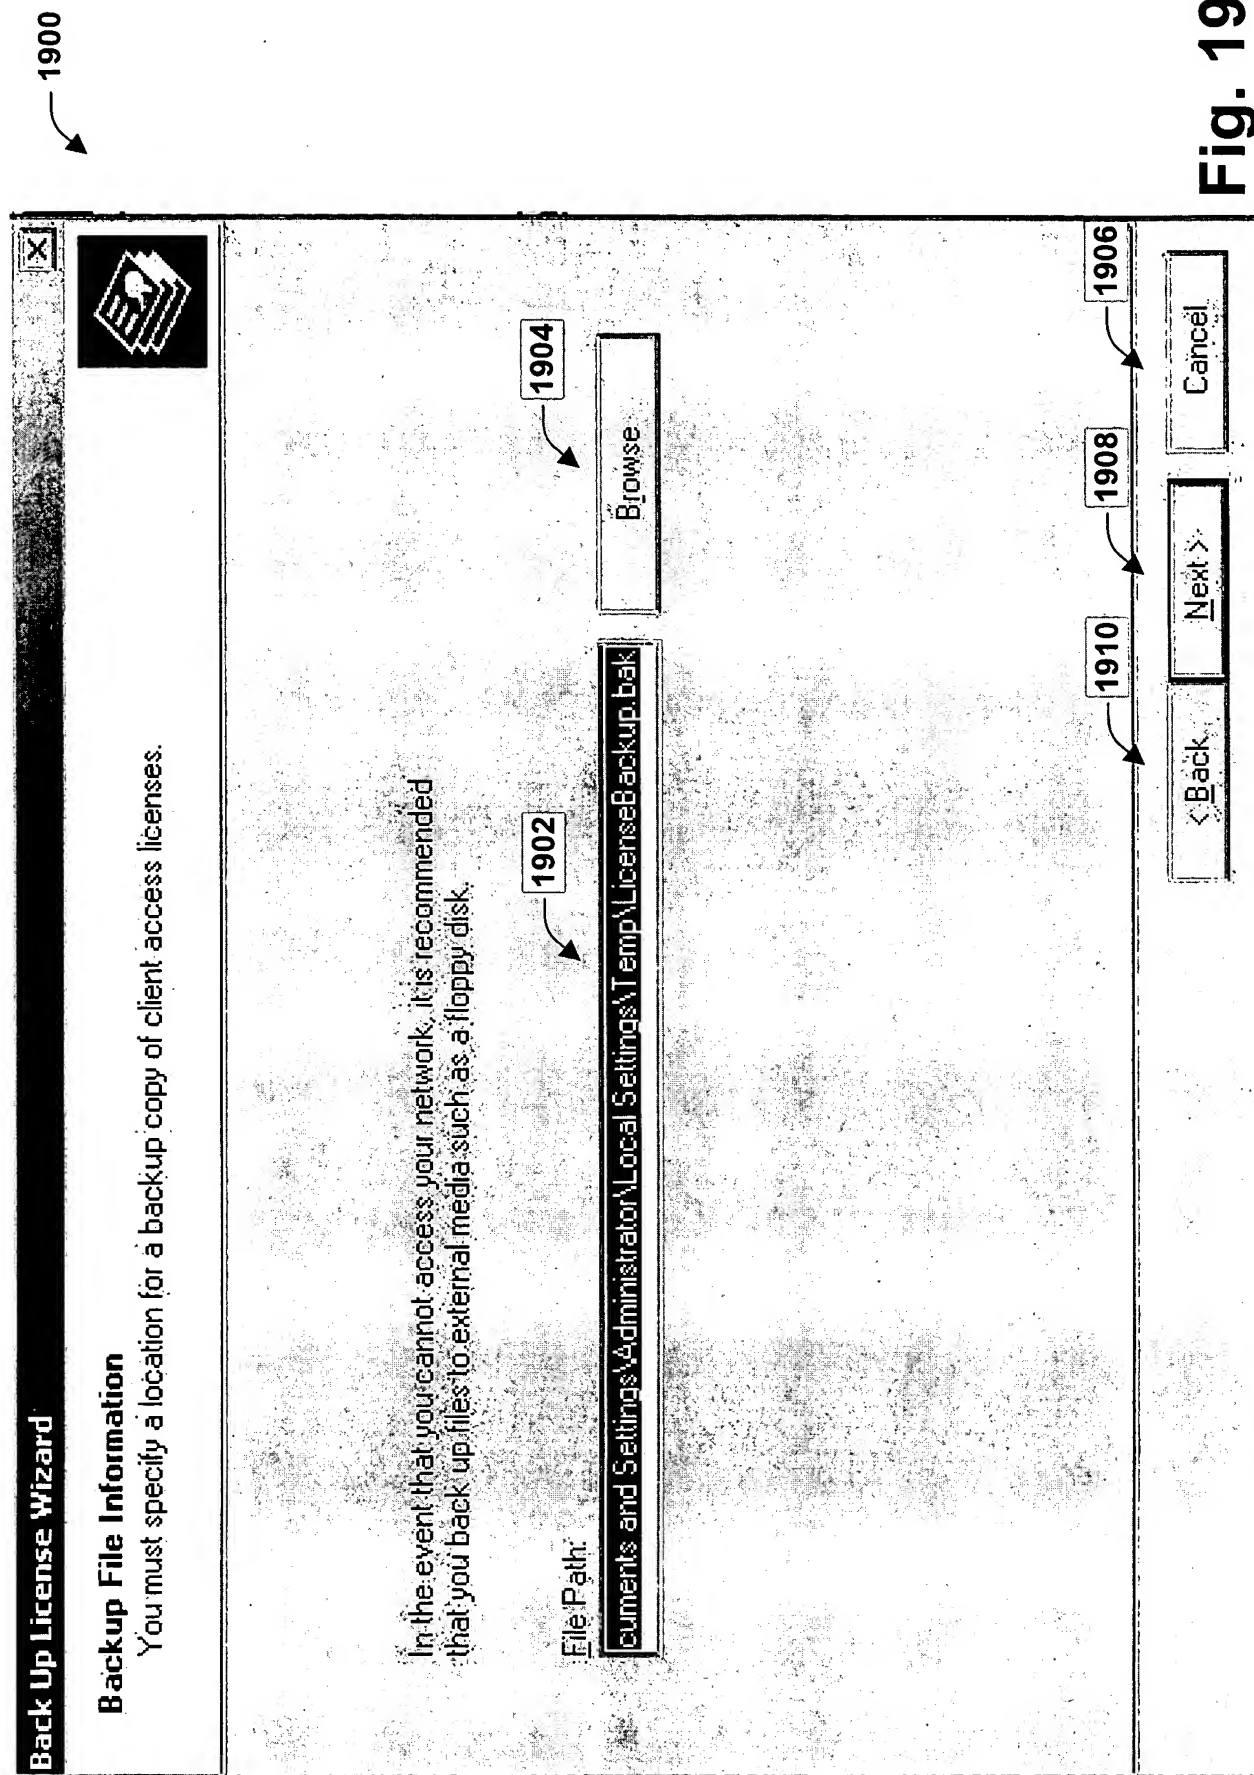 1900
Back Up License Wizard
Backup File Information
You must specify a location for a backup copy of client access licenses.
In the event that you cannot access your network, it is recommended
that you back up files to external media such as a floppy disk.
1902
1904
File Path:
cuments and Settings\Administrator\Local Settings\Temp\LicenseBackup.bak
Browse
1910
1908
1906
< Back
Next >
Cancel
Fig. 19